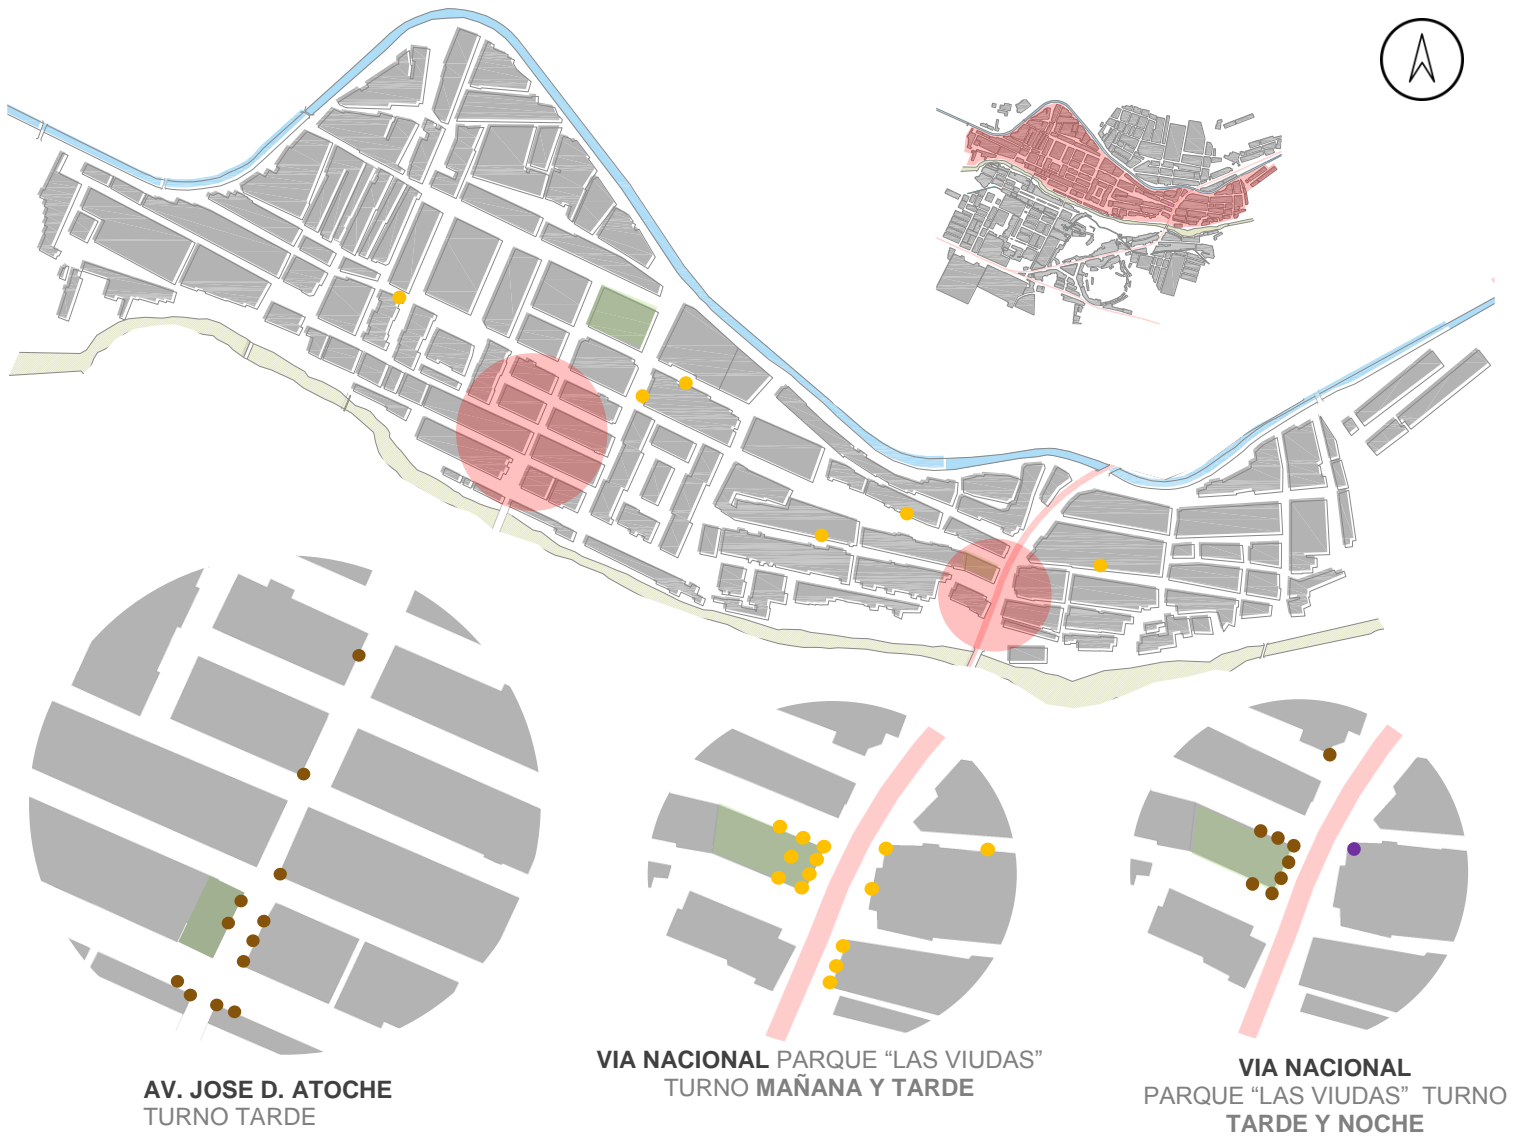 AV. JOSE D. ATOCHE
TURNO TARDE
VIA NACIONAL PARQUE “LAS VIUDAS”
TURNO MAÑANA Y TARDE
VIA NACIONAL
PARQUE “LAS VIUDAS” TURNO
TARDE Y NOCHE